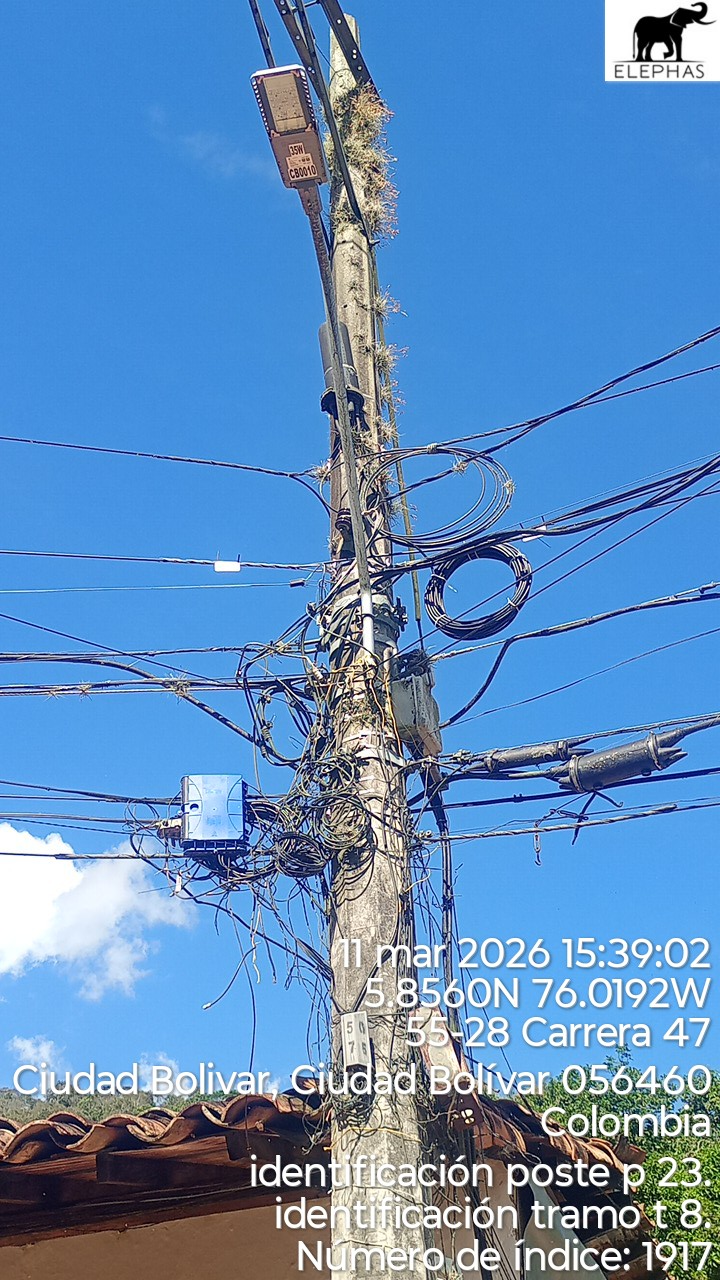 ELEPHAS
35W
CB0010
11 mar 2026 15:39:02
5.8560N 76.0192W
55-28 Carrera 47
Ciudad Bolivar, Ciudad Bolívar 056460
Colombia
identificación poste p 23.
identificación tramo t 8.
Numero de índice: 1917